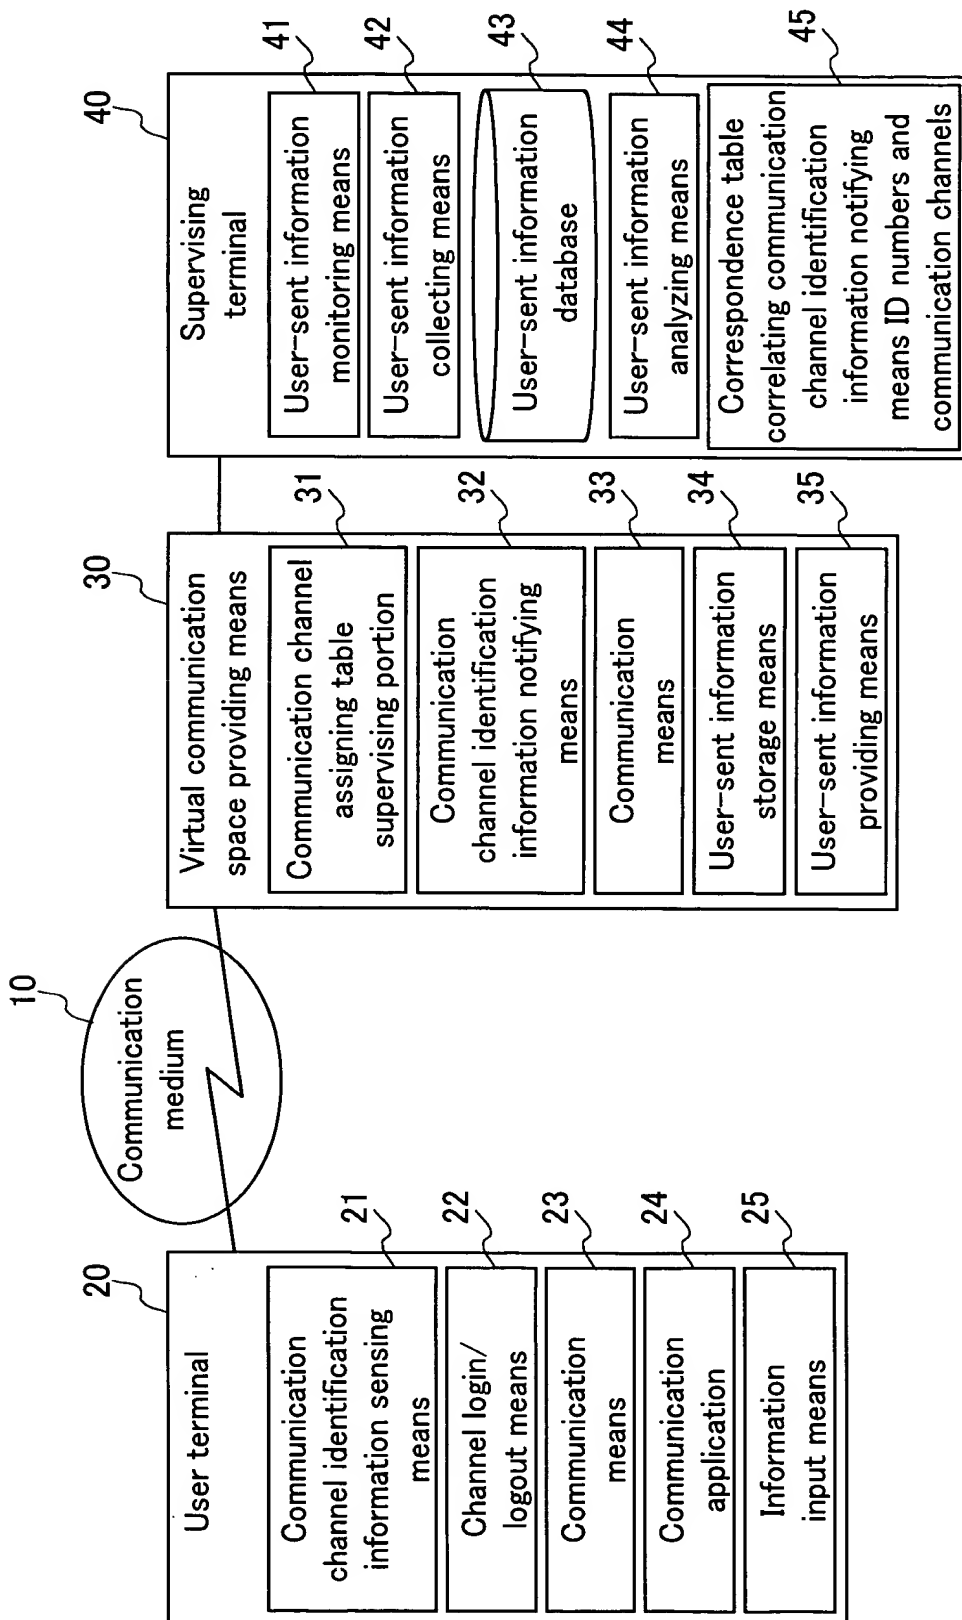 10
Communication
medium
20
User terminal
Communication
channel identification
information sensing
means
21
Channel login/
logout means
22
Communication
means
23
Communication
application
24
Information
input means
25
30
Virtual communication
space providing means
Communication channel
assigning table
supervising portion
31
Communication
channel identification
information notifying
means
32
Communication
means
33
User-sent information
storage means
34
User-sent information
providing means
35
40
Supervising
terminal
User-sent information
monitoring means
41
User-sent information
collecting means
42
User-sent information
database
43
User-sent information
analyzing means
44
Correspondence table
correlating communication
channel identification
information notifying
means ID numbers and
communication channels
45